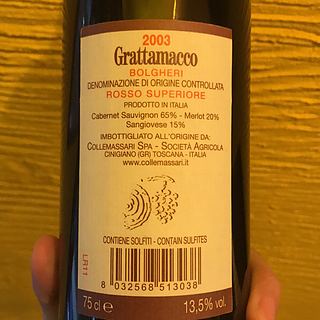 2003
Grattamacco
BOLGHERI
DENOMINAZIONE DI ORIGINE CONTROLLATA
ROSSO SUPERIORE
PRODOTTO IN ITALIA
Cabernet Sauvignon 65% - Merlot 20%
Sangiovese 15%
IMBOTTIGLIATO ALL'ORIGINE DA:
COLLEMASSARI SPA - SOCIETÀ AGRICOLA
CINIGIANO (GR) TOSCANA - ITALIA
www.collemassari.it
CONTIENE SOLFITI - CONTAIN SULFITES
LR11
8 032568 513038
75 cl e 13,5% vol.